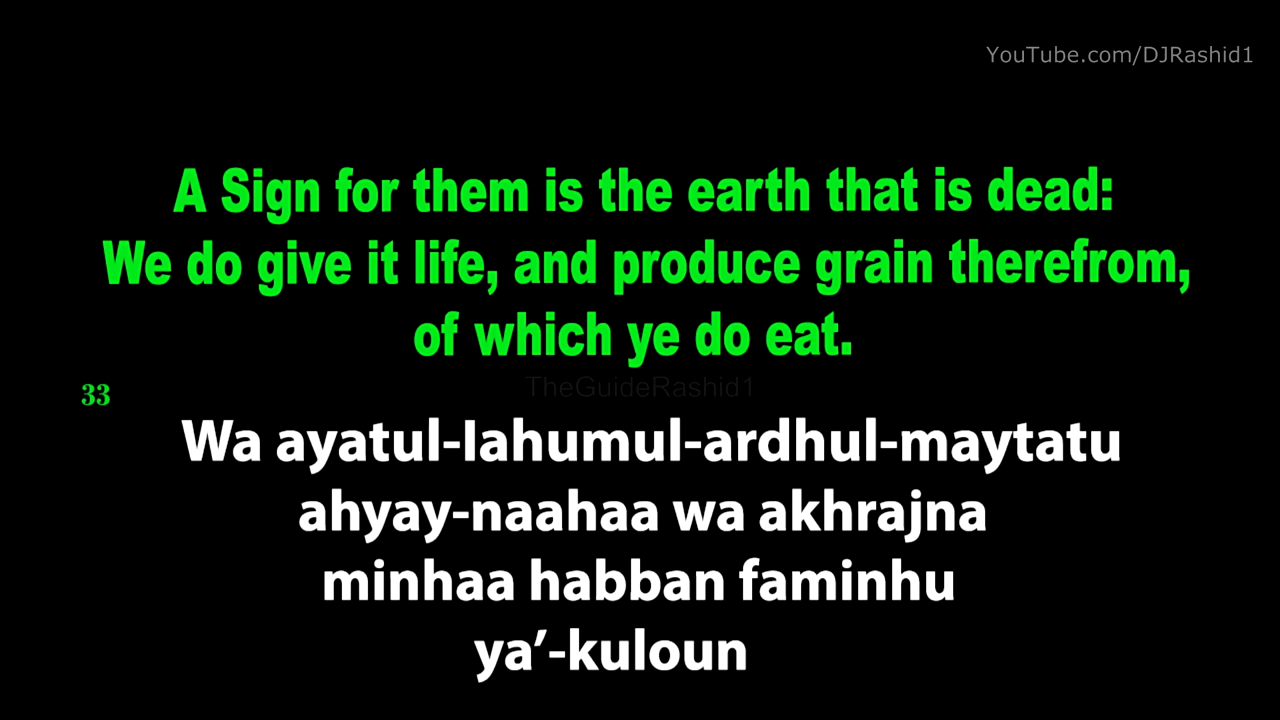 YouTube.com/DJRashid1
A Sign for them is the earth that is dead:
We do give it life, and produce grain therefrom,
of which ye do eat.
TheGuideRashid1
33
Wa ayatul-Iahumul-ardhul-maytatu
ahyay-naahaa wa akhrajna
minhaa habban faminhu
ya’-kuloun